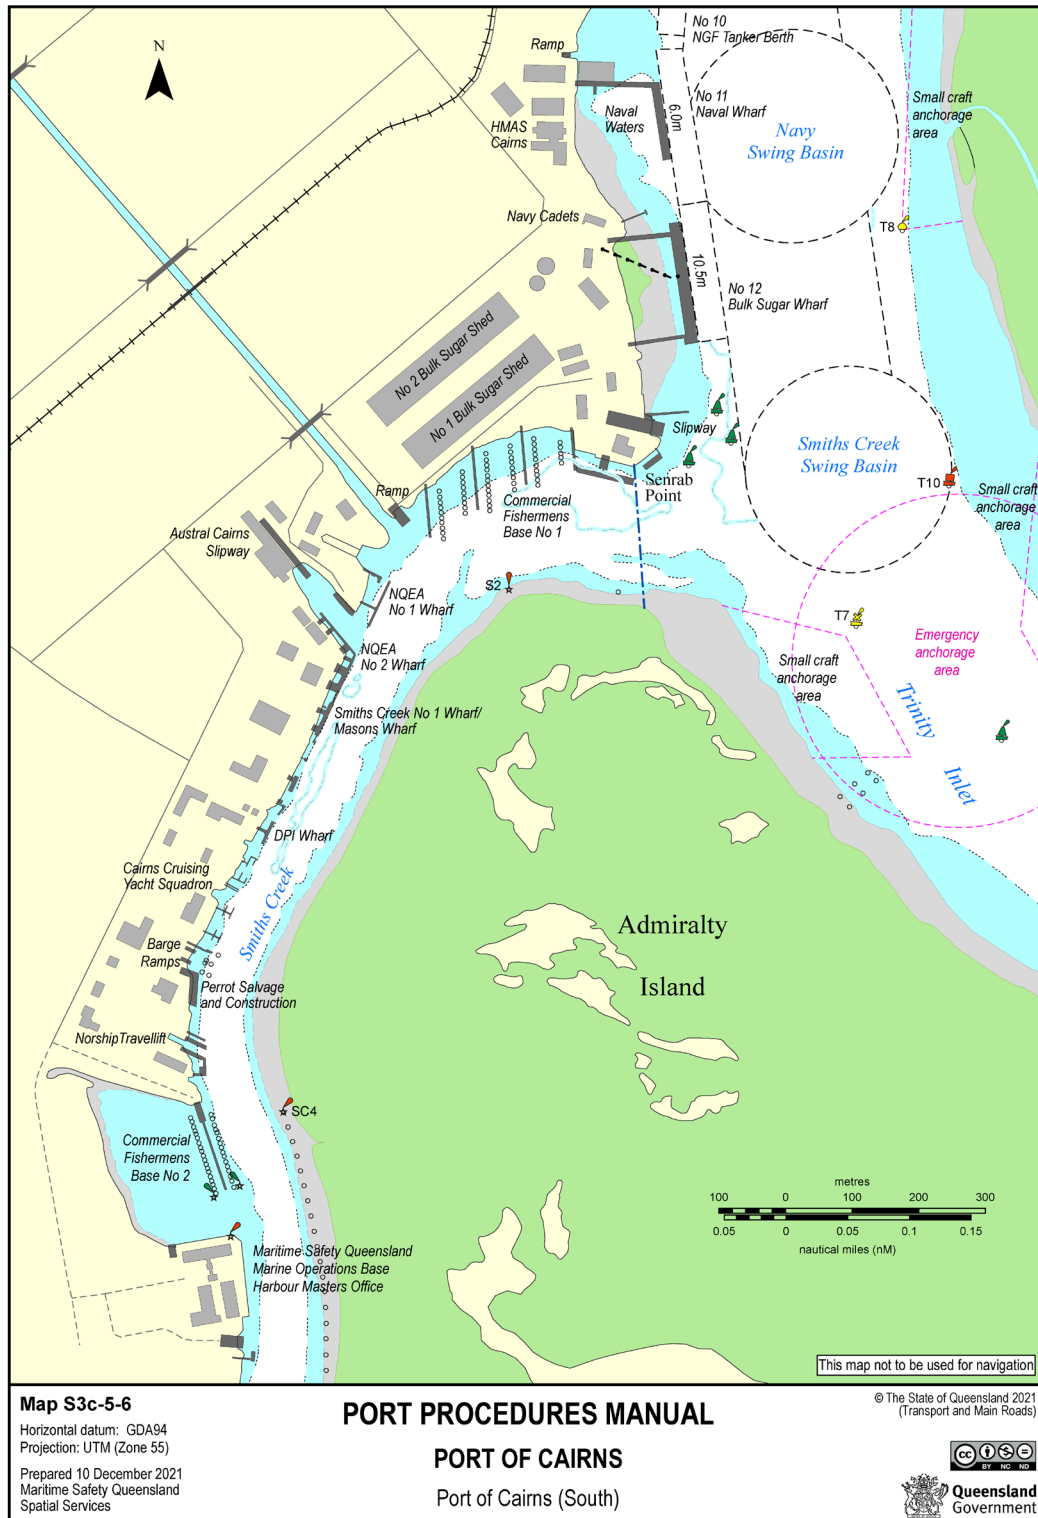 No 10
NGF Tanker Berth
N
Ramp
No 11
Naval Wharf
6.0m
Naval
Waters
HMAS
Cairns
Navy
Swing Basin
Small craft
anchorage
area
Navy Cadets
T8
10.5m
No 12
Bulk Sugar Wharf
No 2 Bulk Sugar Shed
No 1 Bulk Sugar Shed
Slipway
Smiths Creek
Swing Basin
T10
Small craft
anchorage
area
Senrab
Point
Ramp
Commercial
Fishermens
Base No 1
Austral Cairns
Slipway
S2
NQEA
No 1 Wharf
T7
Emergency
anchorage
area
NQEA
No 2 Wharf
Small craft
anchorage
area
Trinity
Inlet
Smiths Creek No 1 Wharf/
Masons Wharf
DPI Wharf
Cairns Cruising
Yacht Squadron
Smiths Creek
Admiralty
Island
Barge
Ramps
Perrot Salvage
and Construction
NorshipTravellift
SC4
Commercial
Fishermens
Base No 2
metres
100 0 100 200 300
0.05 0 0.05 0.1 0.15
nautical miles (nM)
Maritime Safety Queensland
Marine Operations Base
Harbour Masters Office
This map not to be used for navigation
Map S3c-5-6
Horizontal datum: GDA94
Projection: UTM (Zone 55)
Prepared 10 December 2021
Maritime Safety Queensland
Spatial Services
PORT PROCEDURES MANUAL
PORT OF CAIRNS
Port of Cairns (South)
© The State of Queensland 2021
(Transport and Main Roads)
cc
BY NC ND
Queensland
Government